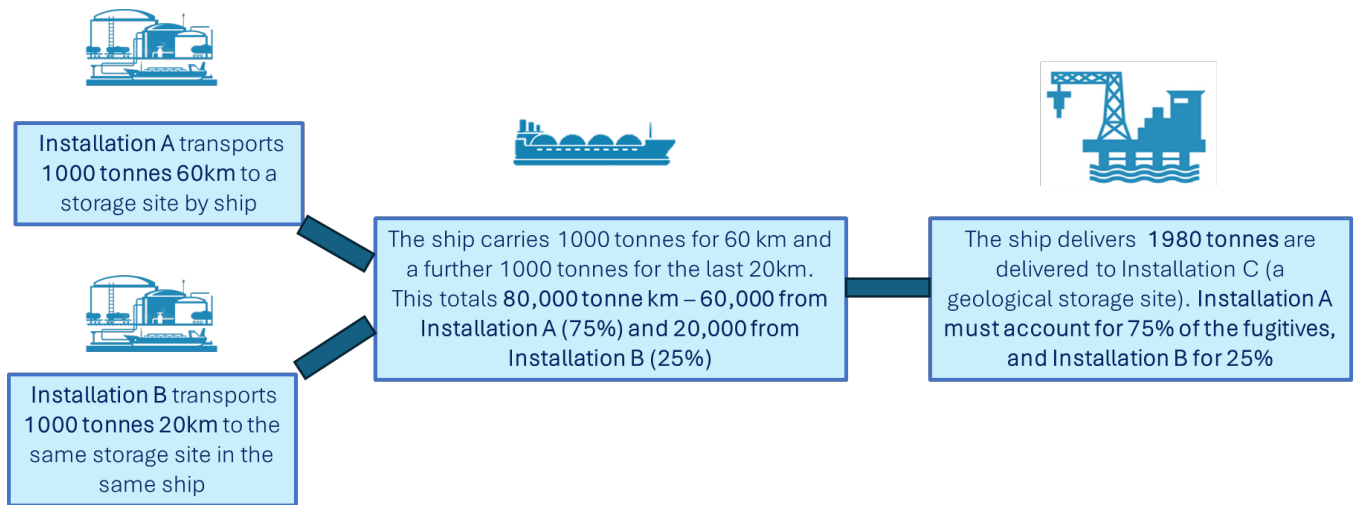 Installation A transports
1000 tonnes 60km to a
storage site by ship
Installation B transports
1000 tonnes 20km to the
same storage site in the
same ship
The ship carries 1000 tonnes for 60 km and
a further 1000 tonnes for the last 20km.
This totals 80,000 tonne km – 60,000 from
Installation A (75%) and 20,000 from
Installation B (25%)
The ship delivers 1980 tonnes are
delivered to Installation C (a
geological storage site). Installation A
must account for 75% of the fugitives,
and Installation B for 25%